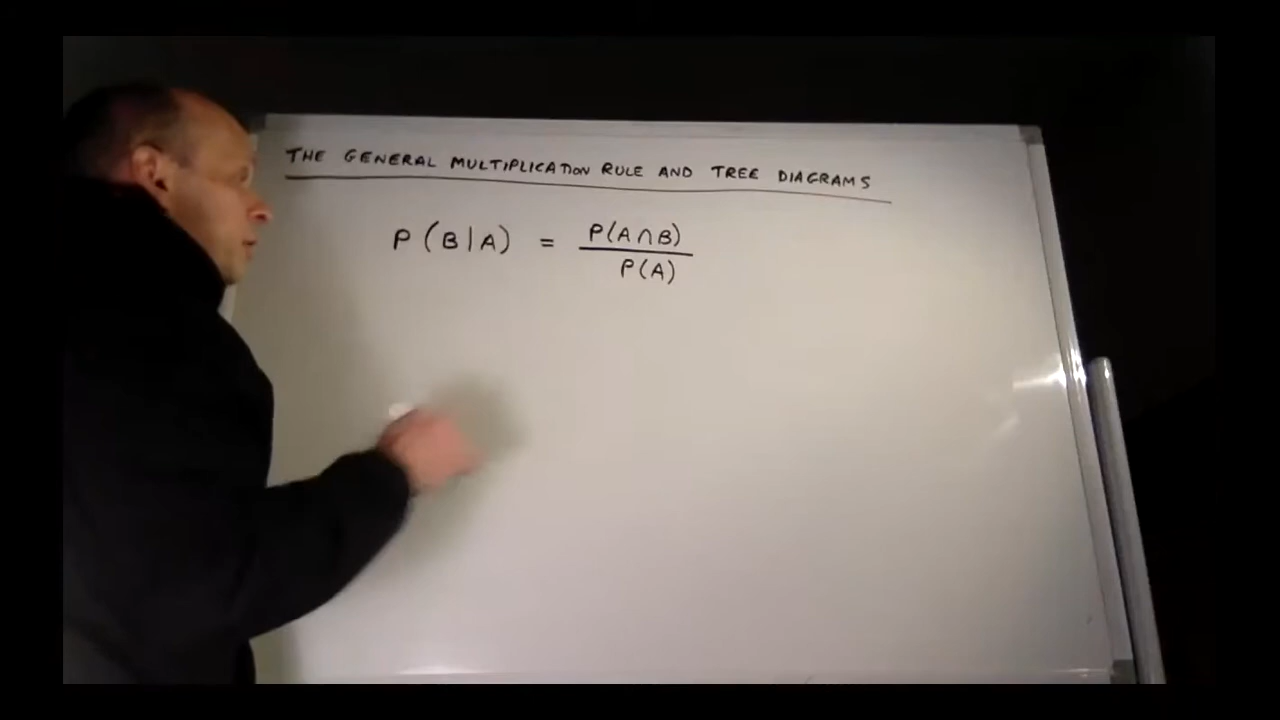 THE GENERAL MULTIPLICATION RULE AND TREE DIAGRAMS
P(B|A) = P(A∩B) / P(A)